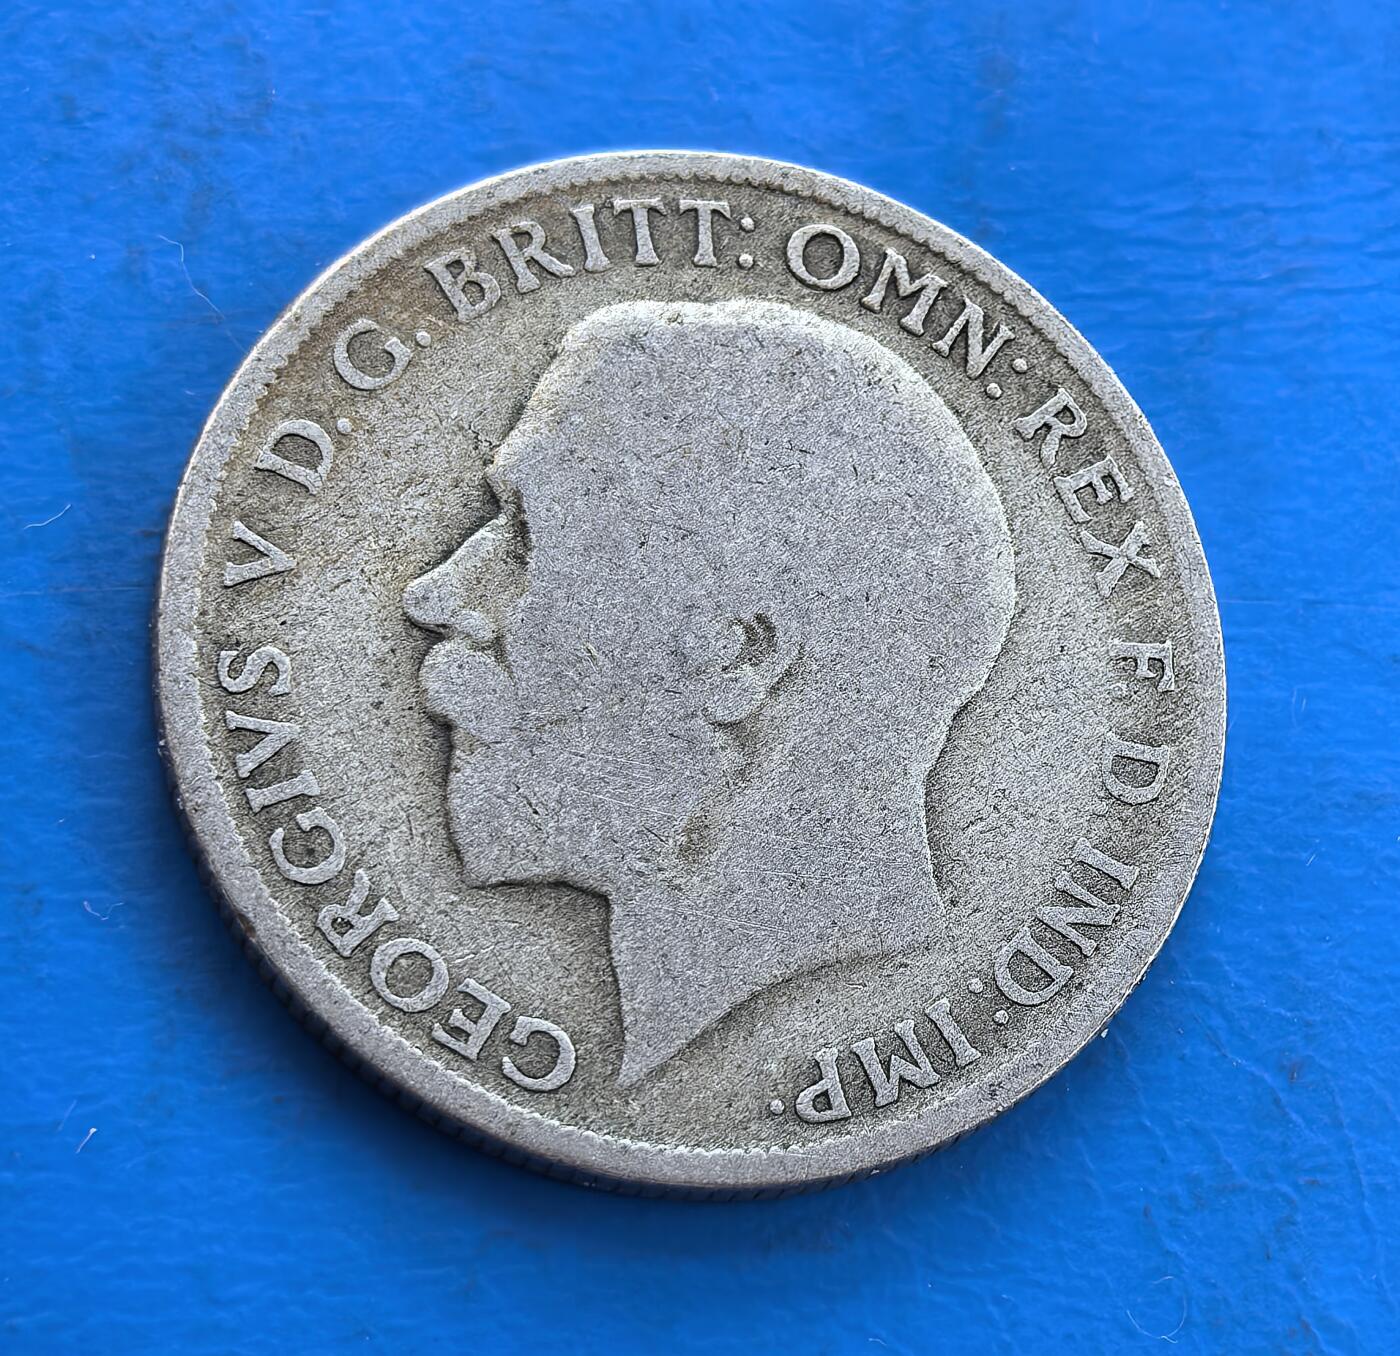 GEORGIVS V D. G. BRITT: OMN: REX F. D. IND: IMP.